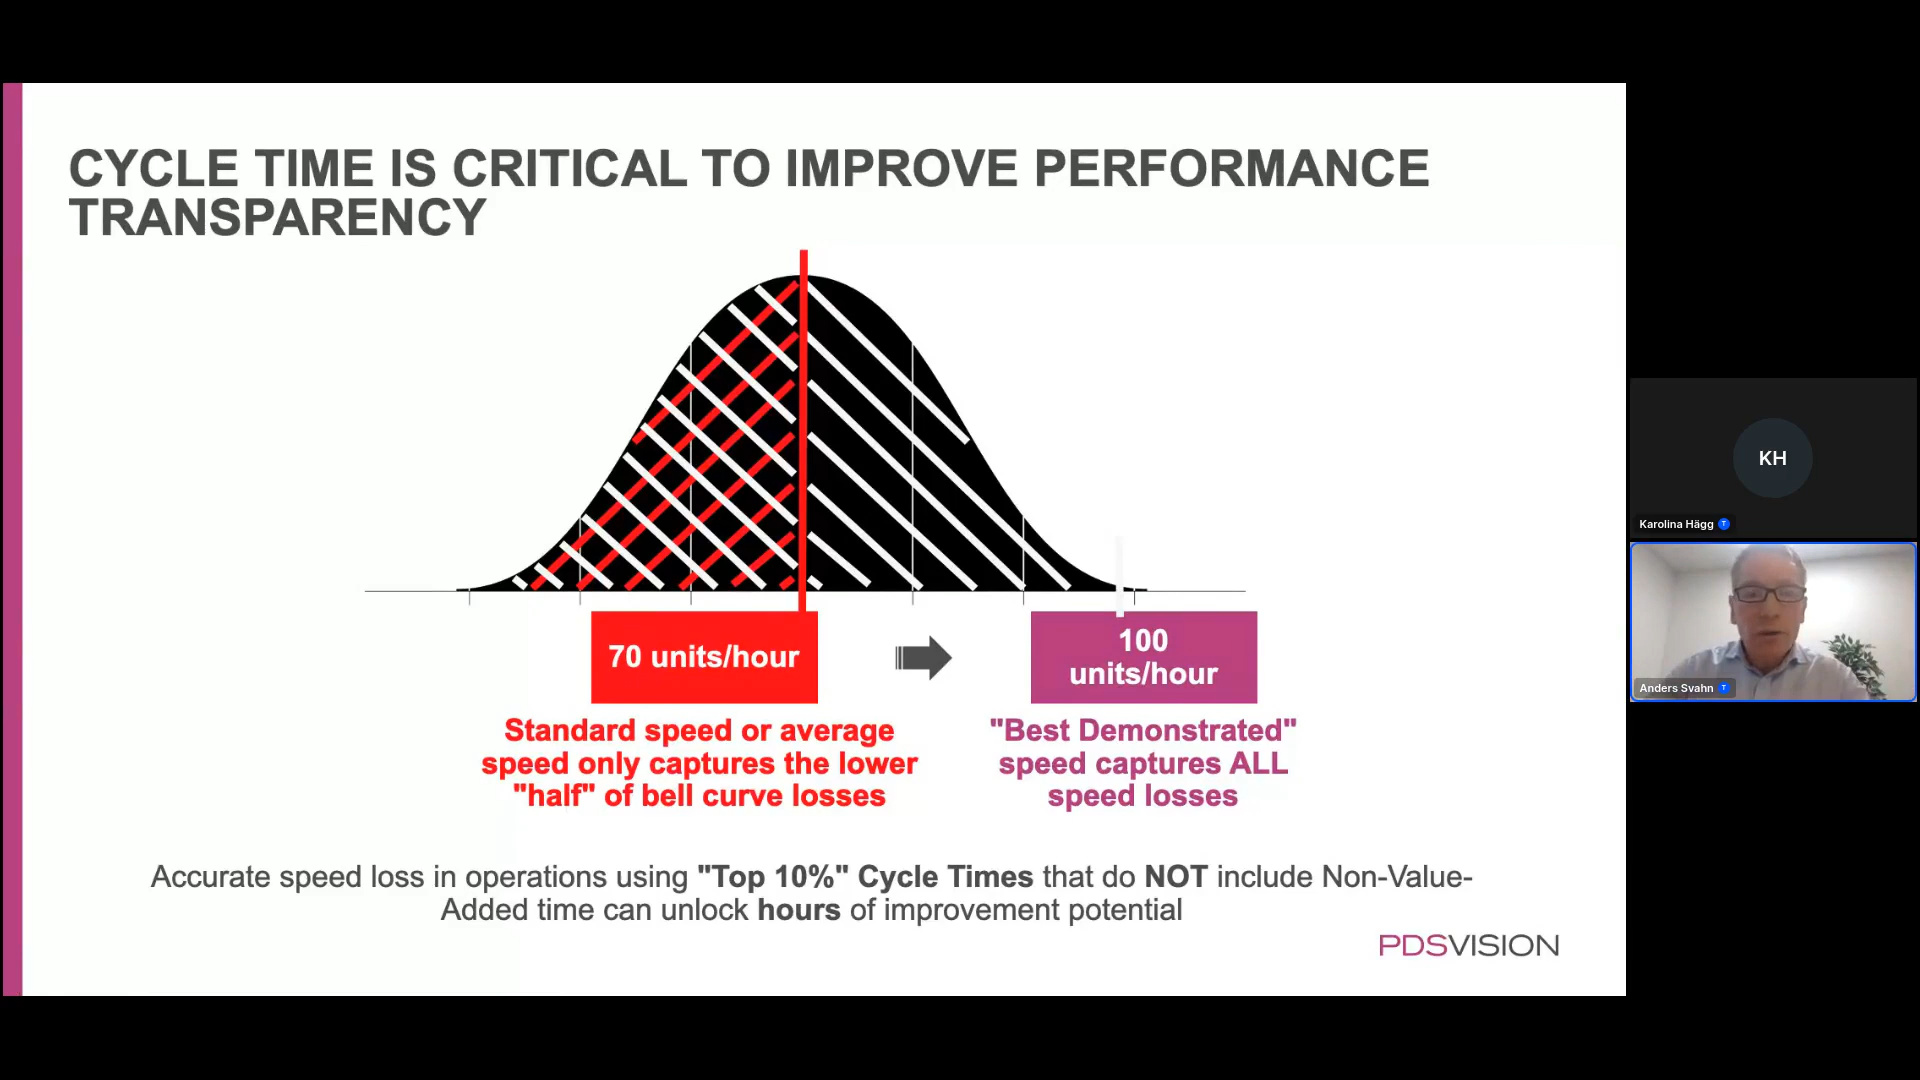 CYCLE TIME IS CRITICAL TO IMPROVE PERFORMANCE
TRANSPARENCY
70 units/hour
100
units/hour
Standard speed or average
speed only captures the lower
"half" of bell curve losses
"Best Demonstrated"
speed captures ALL
speed losses
Accurate speed loss in operations using "Top 10%" Cycle Times that do NOT include Non-Value-
Added time can unlock hours of improvement potential
PDSVISION
KH
Karolina Hägg T
Anders Svahn T